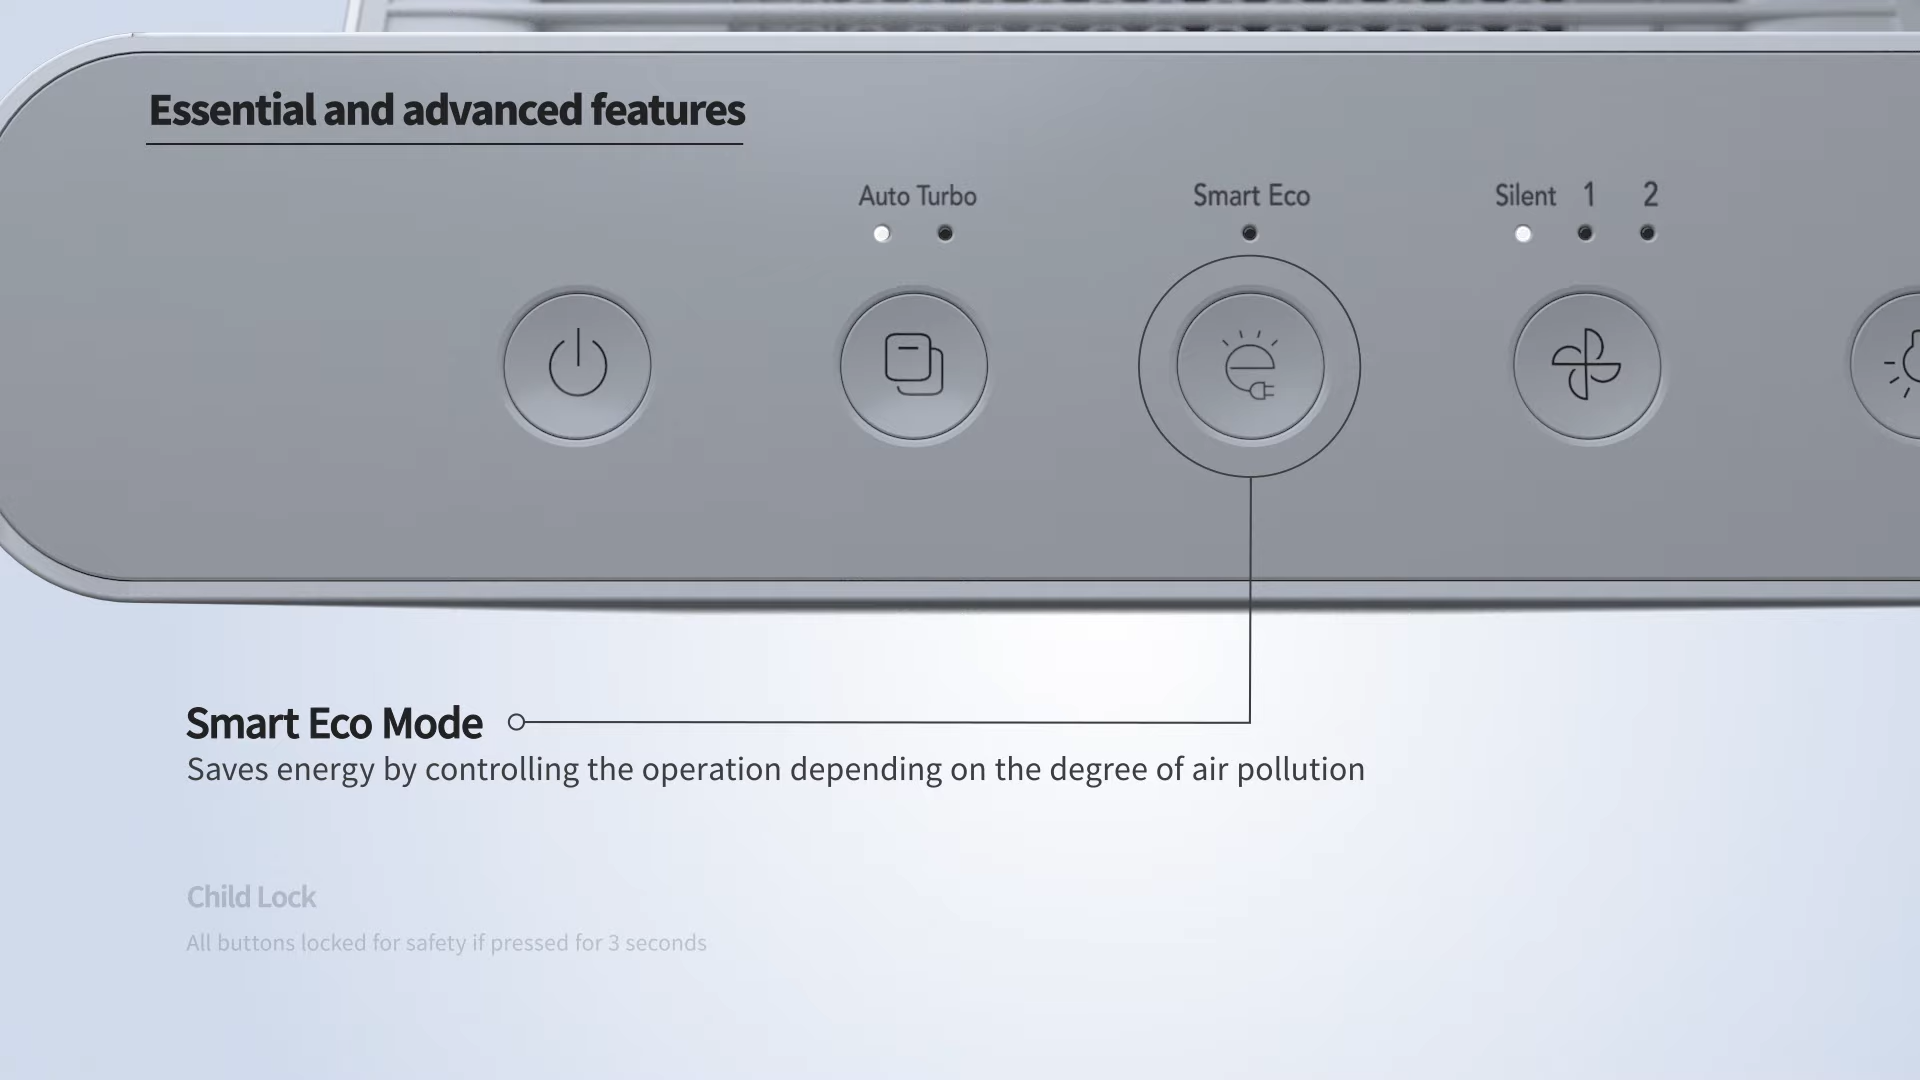 Essential and advanced features
Auto Turbo
Smart Eco
Silent 1 2
Smart Eco Mode
Saves energy by controlling the operation depending on the degree of air pollution
Child Lock
All buttons locked for safety if pressed for 3 seconds